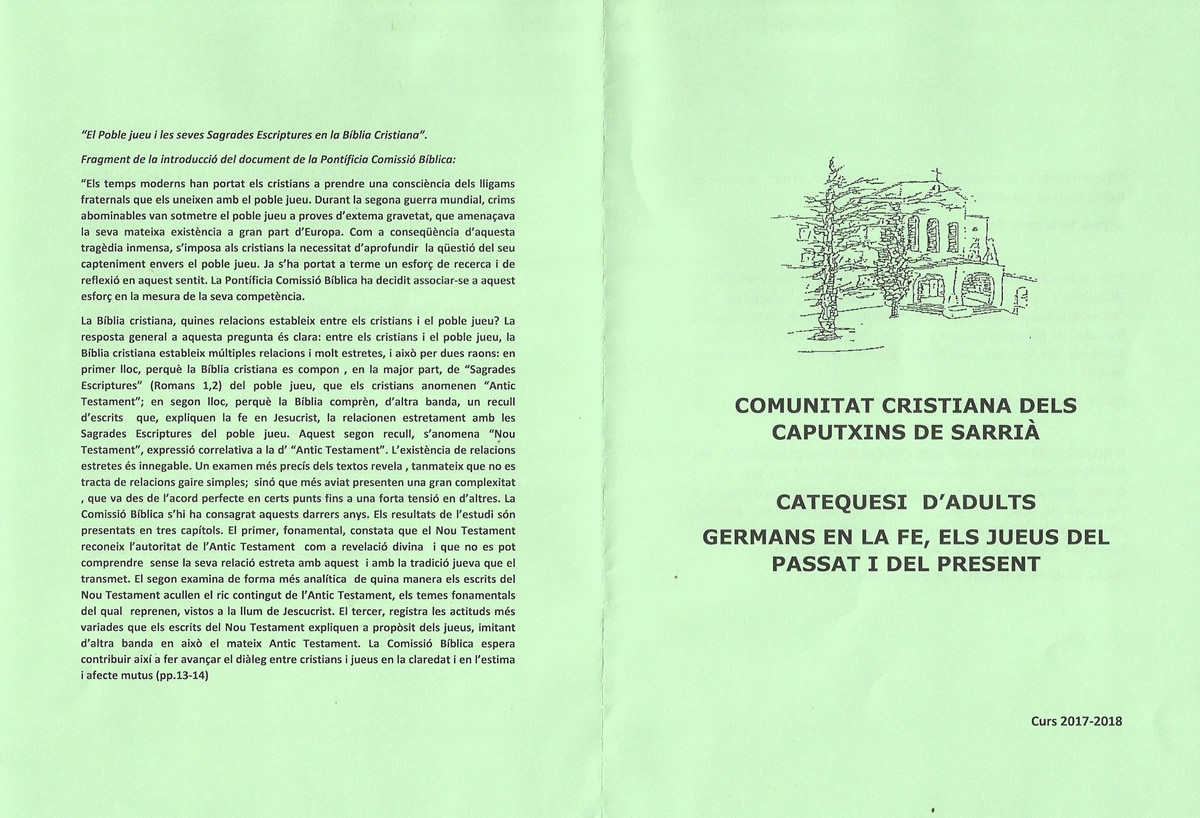 “El Poble jueu i les seves Sagrades Escriptures en la Bíblia Cristiana”.
Fragment de la introducció del document de la Pontíficia Comissió Bíblica:
“Els temps moderns han portat els cristians a prendre una consciència dels lligams
fraternals que els uneixen amb el poble jueu. Durant la segona guerra mundial, crims
abominables van sotmetre el poble jueu a proves d’extema gravetat, que amenaçava
la seva mateixa existència a gran part d’Europa. Com a conseqüència d’aquesta
tragèdia inmensa, s’imposa als cristians la necessitat d’aprofundir la qüestió del seu
capteniment envers el poble jueu. Ja s’ha portat a terme un esforç de recerca i de
reflexió en aquest sentit. La Pontíficia Comissió Bíblica ha decidit associar-se a aquest
esforç en la mesura de la seva competència.
La Bíblia cristiana, quines relacions estableix entre els cristians i el poble jueu? La
resposta general a aquesta pregunta és clara: entre els cristians i el poble jueu, la
Bíblia cristiana estableix múltiples relacions i molt estretes, i això per dues raons: en
primer lloc, perquè la Bíblia cristiana es compon , en la major part, de “Sagrades
Escriptures” (Romans 1,2) del poble jueu, que els cristians anomenen “Antic
Testament”; en segon lloc, perquè la Bíblia comprèn, d’altra banda, un recull
d’escrits que, expliquen la fe en Jesucrist, la relacionen estretament amb les
Sagrades Escriptures del poble jueu. Aquest segon recull, s’anomena “Nou
Testament”, expressió correlativa a la d’ “Antic Testament”. L’existència de relacions
estretes és innegable. Un examen més precís dels textos revela , tanmateix que no es
tracta de relacions gaire simples; sinó que més aviat presenten una gran complexitat
, que va des de l’acord perfecte en certs punts fins a una forta tensió en d’altres. La
Comissió Bíblica s’hi ha consagrat aquests darrers anys. Els resultats de l’estudi són
presentats en tres capítols. El primer, fonamental, constata que el Nou Testament
reconeix l’autoritat de l’Antic Testament com a revelació divina i que no es pot
comprendre sense la seva relació estreta amb aquest i amb la tradició jueva que el
transmet. El segon examina de forma més analítica de quina manera els escrits del
Nou Testament acullen el ric contingut de l’Antic Testament, els temes fonamentals
del qual reprenen, vistos a la llum de Jescucrist. El tercer, registra les actituds més
variades que els escrits del Nou Testament expliquen a propòsit dels jueus, imitant
d’altra banda en això el mateix Antic Testament. La Comissió Bíblica espera
contribuir així a fer avançar el diàleg entre cristians i jueus en la claredat i en l’estima
i afecte mutus (pp.13-14)
COMUNITAT CRISTIANA DELS
CAPUTXINS DE SARRIÀ
CATEQUESI D’ADULTS
GERMANS EN LA FE, ELS JUEUS DEL
PASSAT I DEL PRESENT
Curs 2017-2018